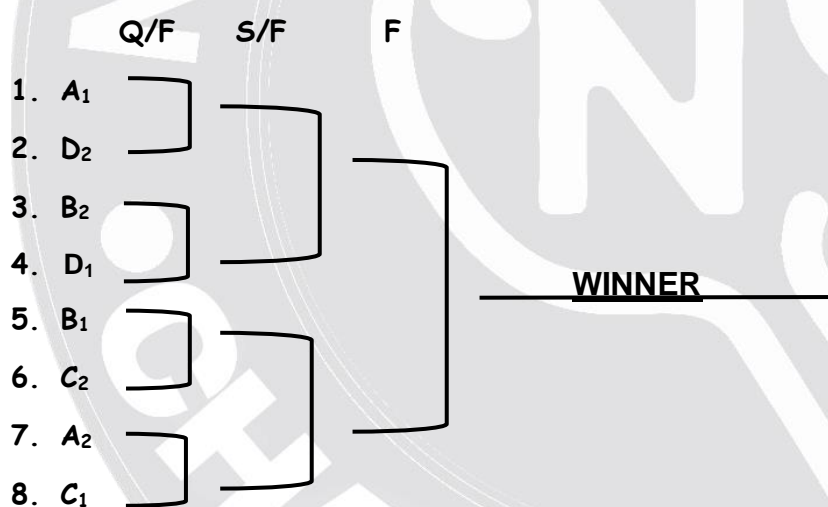 Q/F S/F F
1. A₁
2. D₂
3. B₂
4. D₁
WINNER
5. B₁
6. C₂
7. A₂
8. C₁